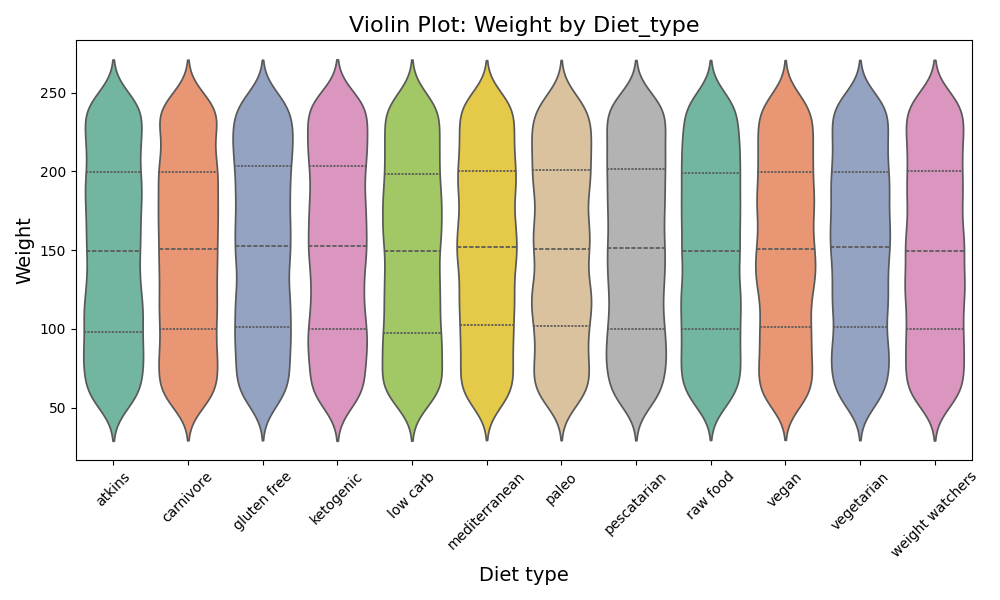 Violin Plot: Weight by Diet_type
Weight
250
200
150
100
50
atkins
carnivore
gluten free
ketogenic
low carb
mediterranean
paleo
pescatarian
raw food
vegan
vegetarian
weight watchers
Diet type